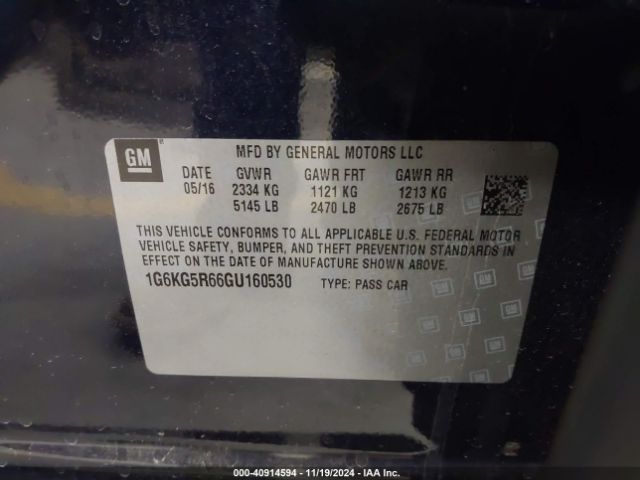 GM
MFD BY GENERAL MOTORS LLC
DATE GVWR GAWR FRT GAWR RR
05/16 2334 KG 1121 KG 1213 KG
5145 LB 2470 LB 2675 LB
THIS VEHICLE CONFORMS TO ALL APPLICABLE U.S. FEDERAL MOTOR
VEHICLE SAFETY, BUMPER, AND THEFT PREVENTION STANDARDS IN
EFFECT ON THE DATE OF MANUFACTURE SHOWN ABOVE.
1G6KG5R66GU160530 TYPE: PASS CAR
000-40914594 - 11/19/2024 - IAA Inc.